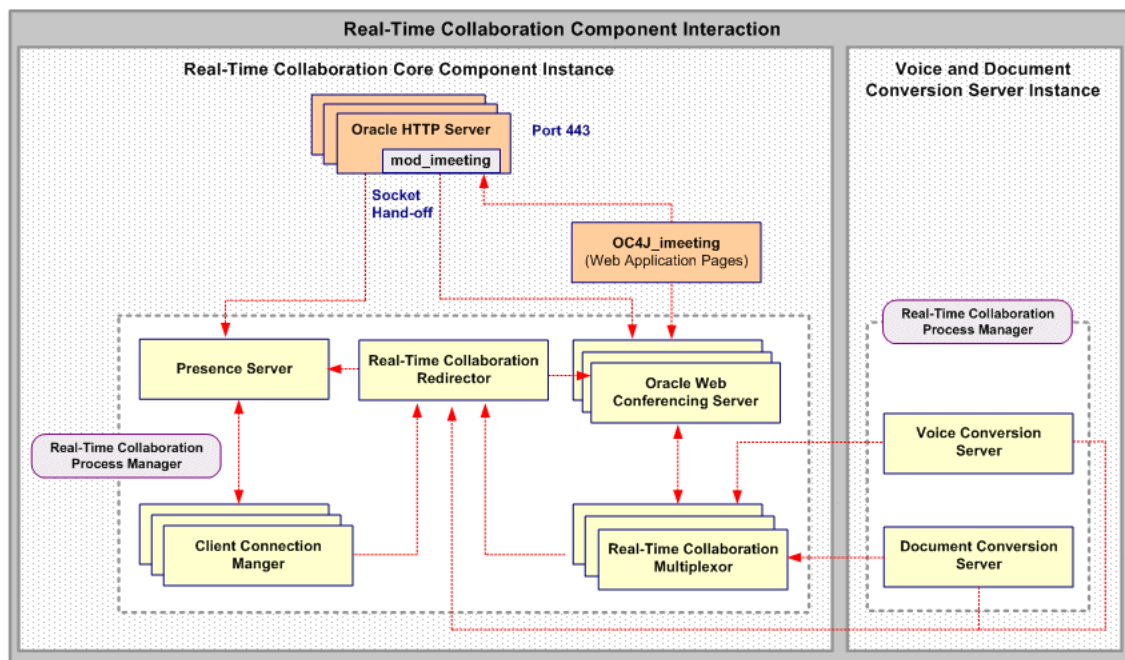 Real-Time Collaboration Component Interaction
Real-Time Collaboration Core Component Instance
Oracle HTTP Server
Port 443
mod_imeeting
Socket
Hand-off
OC4J_imeeting
(Web Application Pages)
Presence Server
Real-Time Collaboration
Redirector
Oracle Web
Conferencing Server
Real-Time Collaboration
Process Manager
Client Connection
Manger
Real-Time Collaboration
Multiplexor
Voice and Document
Conversion Server Instance
Real-Time Collaboration
Process Manager
Voice Conversion
Server
Document Conversion
Server